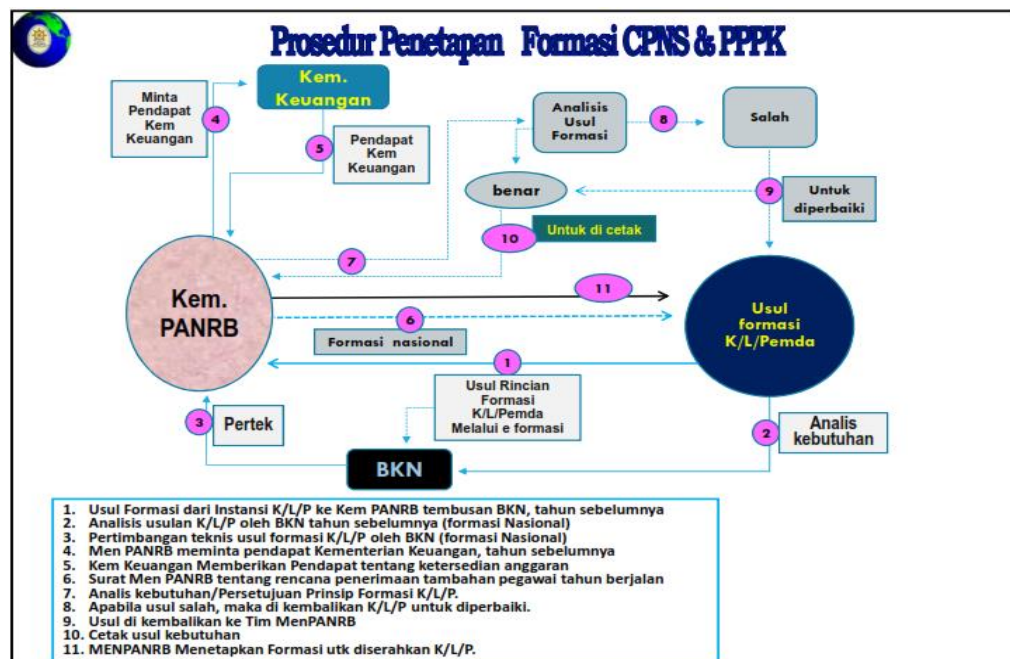 Prosedur Penetapan Formasi CPNS & PPPK
Kem.
Keuangan
Minta
Pendapat
Kem
Keuangan
4
5
Pendapat
Kem
Keuangan
Analisis
Usul
Formasi
8
Salah
benar
9
Untuk
diperbaiki
10
Untuk di cetak
7
Kem.
PANRB
11
Usul
formasi
K/L/Pemda
6
Formasi nasional
1
Usul Rincian
Formasi
K/L/Pemda
Melalui e formasi
3
Pertek
2
Analis
kebutuhan
BKN
1. Usul Formasi dari Instansi K/L/P ke Kem PANRB tembusan BKN, tahun sebelumnya
2. Analisis usulan K/L/P oleh BKN tahun sebelumnya (formasi Nasional)
3. Pertimbangan teknis usul formasi K/L/P oleh BKN (formasi Nasional)
4. Men PANRB meminta pendapat Kementerian Keuangan, tahun sebelumnya
5. Kem Keuangan Memberikan Pendapat tentang ketersedian anggaran
6. Surat Men PANRB tentang rencana penerimaan tambahan pegawai tahun berjalan
7. Analis kebutuhan/Persetujuan Prinsip Formasi K/L/P.
8. Apabila usul salah, maka di kembalikan K/L/P untuk diperbaiki.
9. Usul di kembalikan ke Tim MenPANRB
10. Cetak usul kebutuhan
11. MENPANRB Menetapkan Formasi utk diserahkan K/L/P.